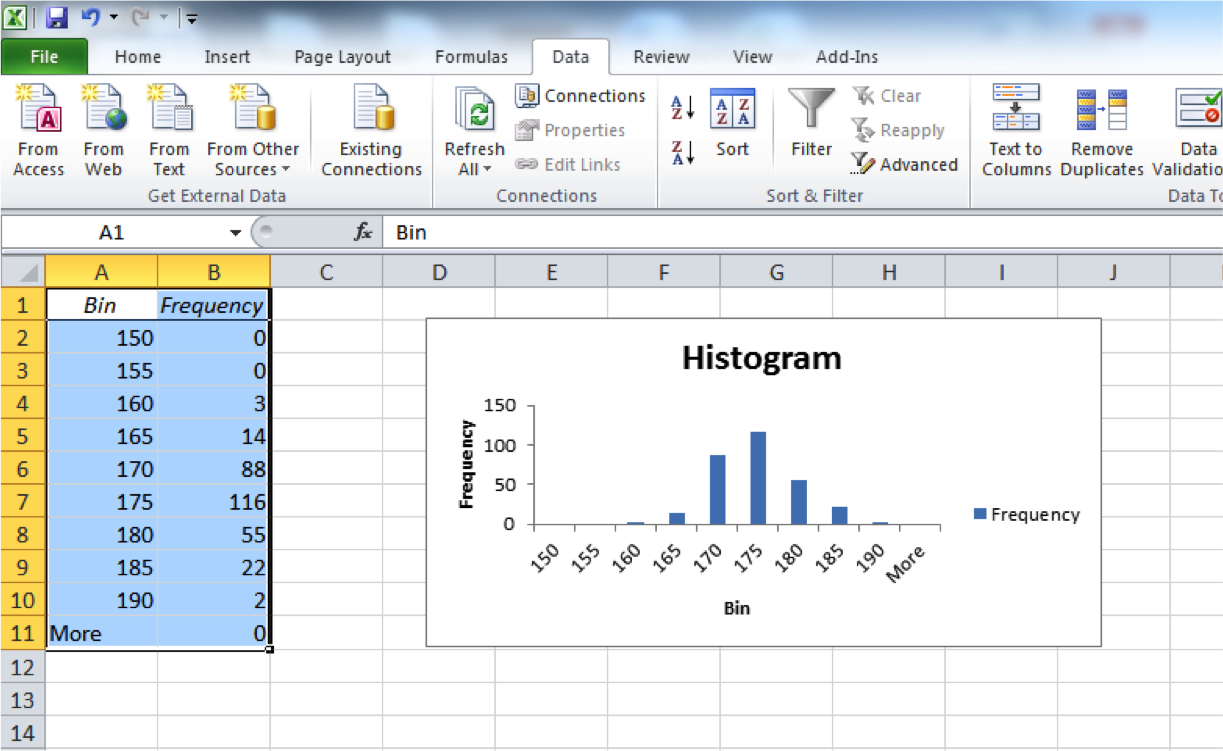 File Home Insert Page Layout Formulas Data Review View Add-Ins
From Access
From Web
From Text
From Other Sources
Existing Connections
Get External Data
Refresh All
Connections
Properties
Edit Links
Connections
A Z
Z A
A Z Z A
Sort
Filter
Clear
Reapply
Advanced
Sort & Filter
Text to Columns
Remove Duplicates
Data Validatio
Data To
A1 fx Bin
A B C D E F G H I J
1 Bin Frequency
2 150 0
3 155 0
4 160 3
5 165 14
6 170 88
7 175 116
8 180 55
9 185 22
10 190 2
11 More 0
12
13
14
Histogram
Frequency
150
100
50
0
150 155 160 165 170 175 180 185 190 More
Bin
Frequency